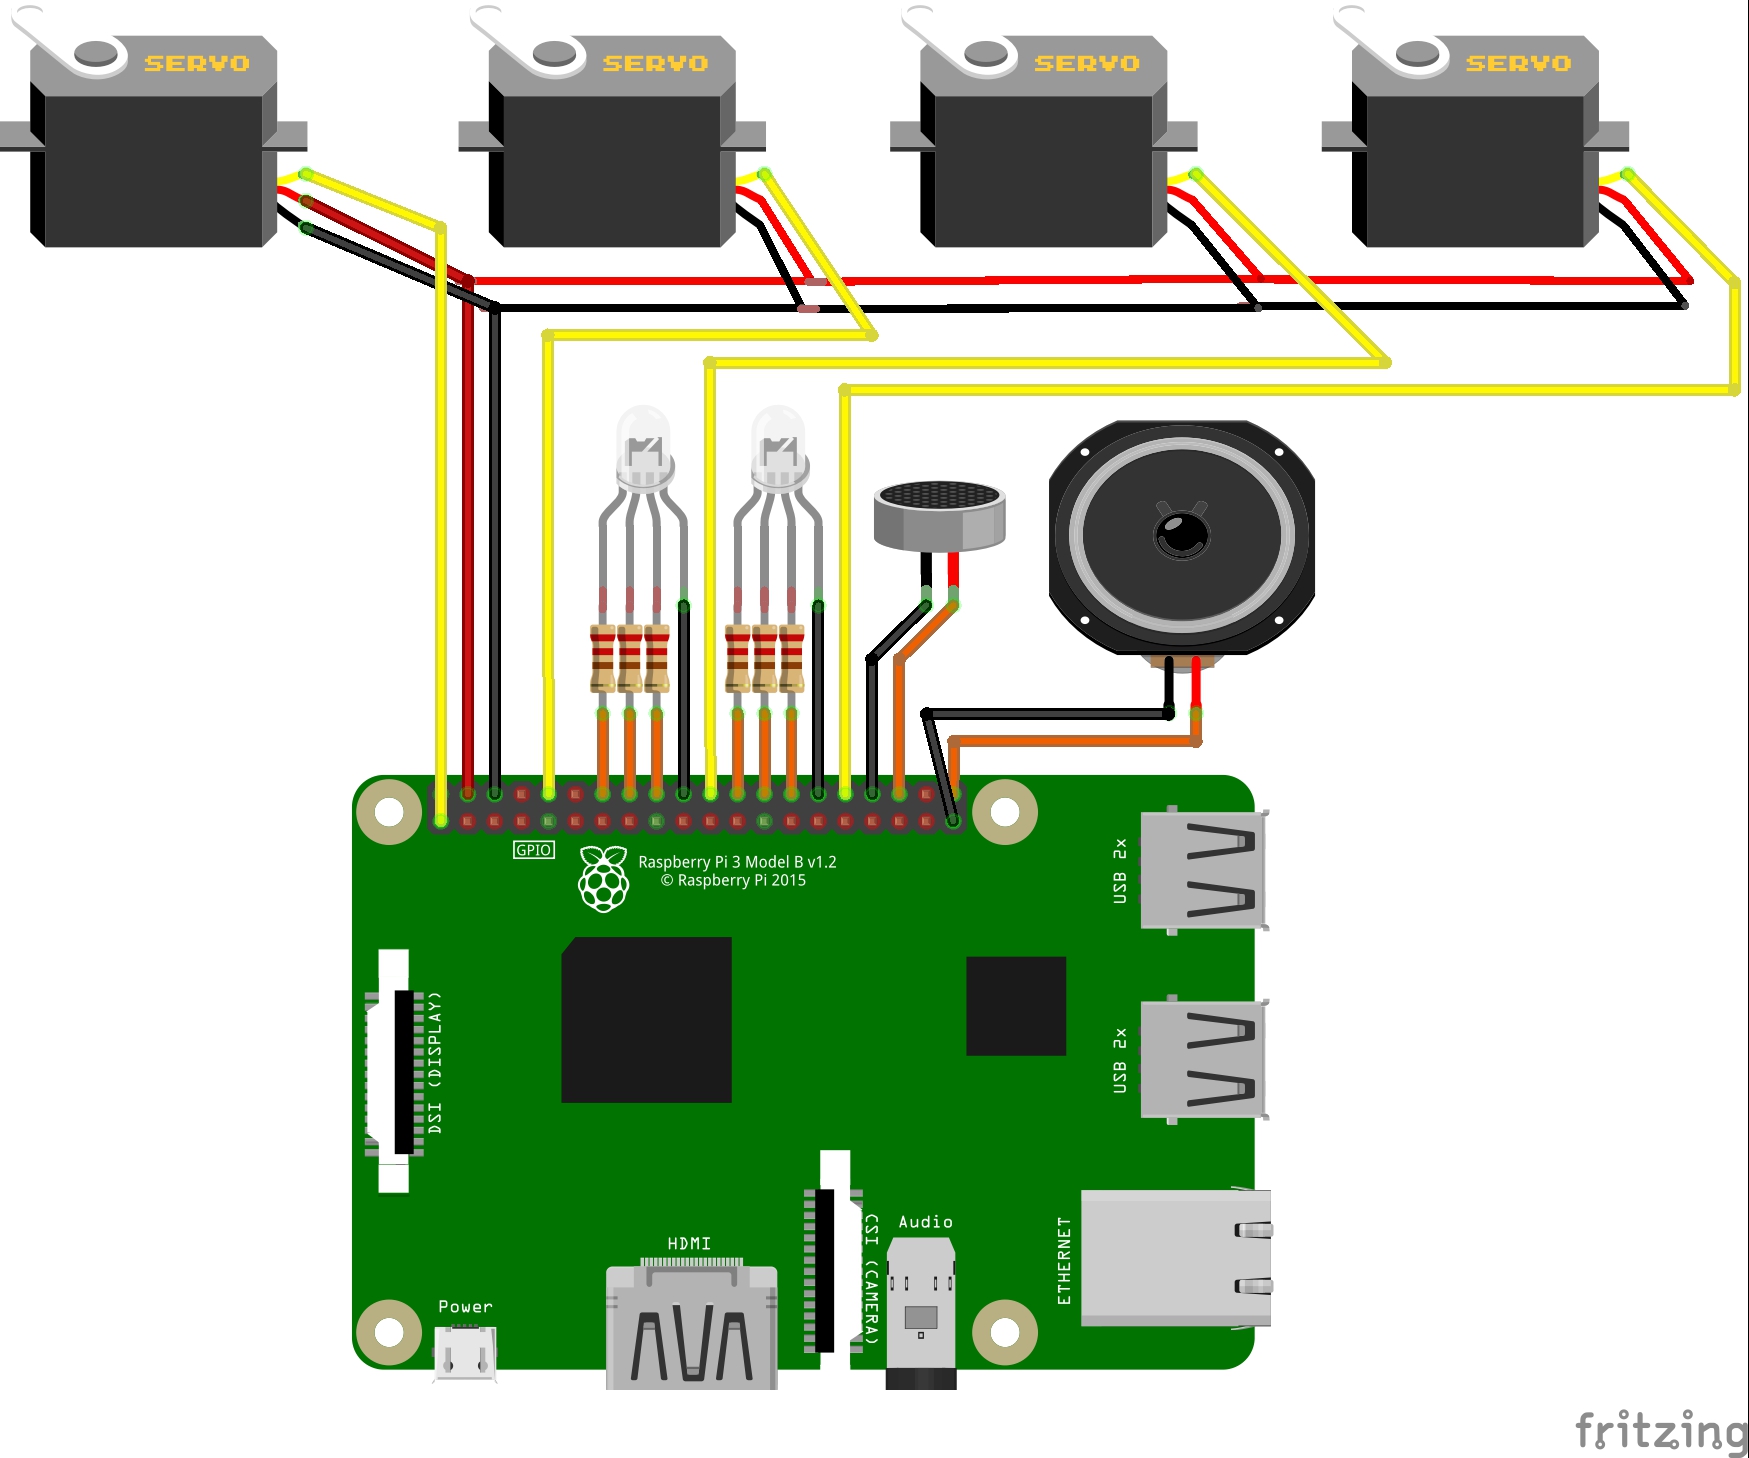 SERVO
SERVO
SERVO
SERVO
GPIO
Raspberry Pi 3 Model B v1.2
© Raspberry Pi 2015
USB 2x
USB 2x
DSI (DISPLAY)
CSI (CAMERA)
Audio
ETHERNET
HDMI
Power
fritzing